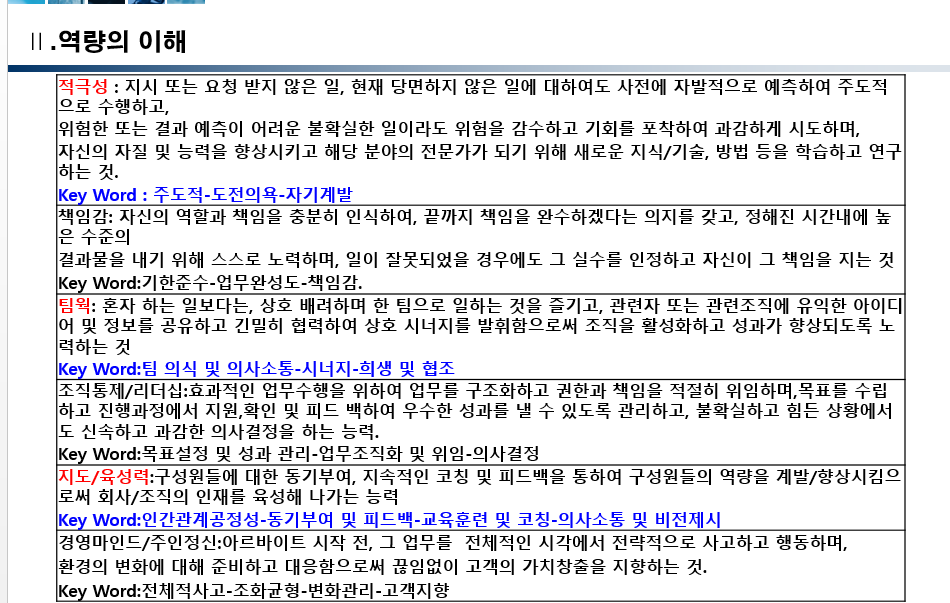 Ⅱ.역량의 이해
적극성 : 지시 또는 요청 받지 않은 일, 현재 당면하지 않은 일에 대하여도 사전에 자발적으로 예측하여 주도적
으로 수행하고,
위험한 또는 결과 예측이 어려운 불확실한 일이라도 위험을 감수하고 기회를 포착하여 과감하게 시도하며,
자신의 자질 및 능력을 향상시키고 해당 분야의 전문가가 되기 위해 새로운 지식/기술, 방법 등을 학습하고 연구
하는 것.
Key Word : 주도적-도전의욕-자기계발
책임감: 자신의 역할과 책임을 충분히 인식하여, 끝까지 책임을 완수하겠다는 의지를 갖고, 정해진 시간내에 높
은 수준의
결과물을 내기 위해 스스로 노력하며, 일이 잘못되었을 경우에도 그 실수를 인정하고 자신이 그 책임을 지는 것
Key Word:기한준수-업무완성도-책임감.
팀웍: 혼자 하는 일보다는, 상호 배려하며 한 팀으로 일하는 것을 즐기고, 관련자 또는 관련조직에 유익한 아이디
어 및 정보를 공유하고 긴밀히 협력하여 상호 시너지를 발휘함으로써 조직을 활성화하고 성과가 향상되도록 노
력하는 것
Key Word:팀 의식 및 의사소통-시너지-희생 및 협조
조직통제/리더십:효과적인 업무수행을 위하여 업무를 구조화하고 권한과 책임을 적절히 위임하며,목표를 수립
하고 진행과정에서 지원,확인 및 피드 백하여 우수한 성과를 낼 수 있도록 관리하고, 불확실하고 힘든 상황에서
도 신속하고 과감한 의사결정을 하는 능력.
Key Word:목표설정 및 성과 관리-업무조직화 및 위임-의사결정
지도/육성력:구성원들에 대한 동기부여, 지속적인 코칭 및 피드백을 통하여 구성원들의 역량을 계발/향상시킴으
로써 회사/조직의 인재를 육성해 나가는 능력
Key Word:인간관계공정성-동기부여 및 피드백-교육훈련 및 코칭-의사소통 및 비전제시
경영마인드/주인정신:아르바이트 시작 전, 그 업무를 전체적인 시각에서 전략적으로 사고하고 행동하며,
환경의 변화에 대해 준비하고 대응함으로써 끊임없이 고객의 가치창출을 지향하는 것.
Key Word:전체적사고-조화균형-변화관리-고객지향